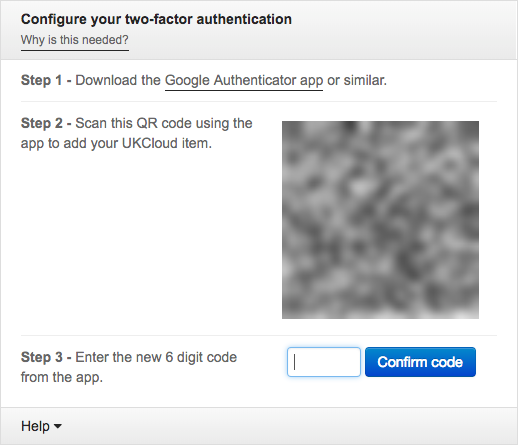 Configure your two-factor authentication
Why is this needed?
Step 1 - Download the Google Authenticator app or similar.
Step 2 - Scan this QR code using the
app to add your UKCloud item.
Step 3 - Enter the new 6 digit code
from the app.
Confirm code
Help